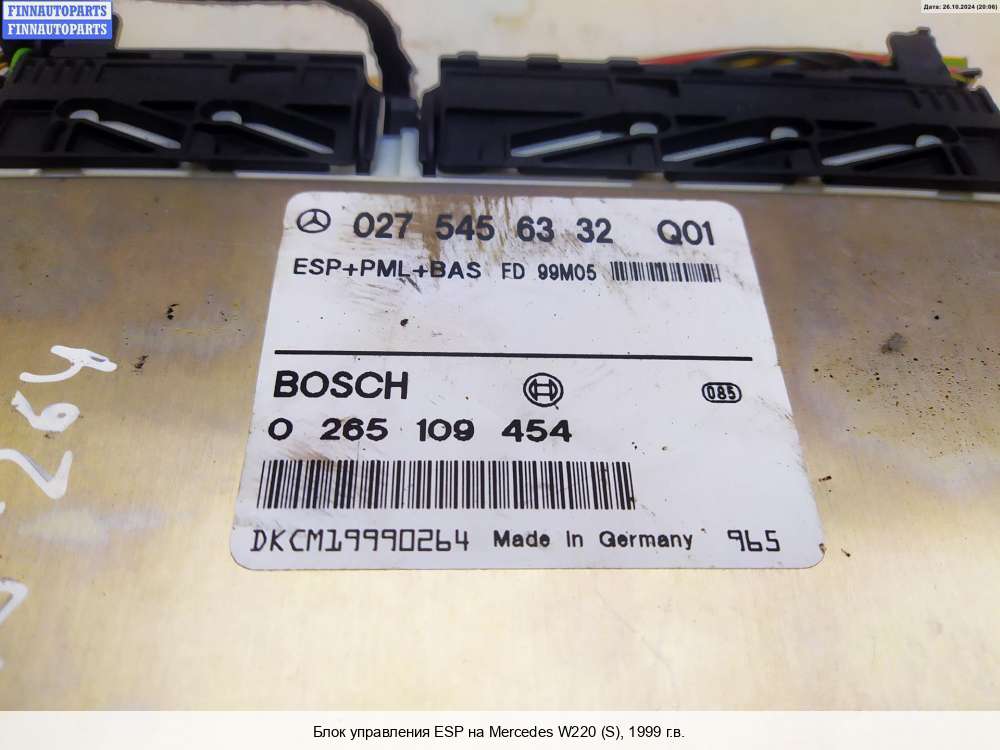 FINNAUTOPARTS
FINNAUTOPARTS
Дата: 26.10.2024 (20:06)
027 545 63 32 Q01
ESP+PML+BAS FD 99M05
BOSCH
085
0 265 109 454
DKCM19990264 Made in Germany 965
Блок управления ESP на Mercedes W220 (S), 1999 г.в.